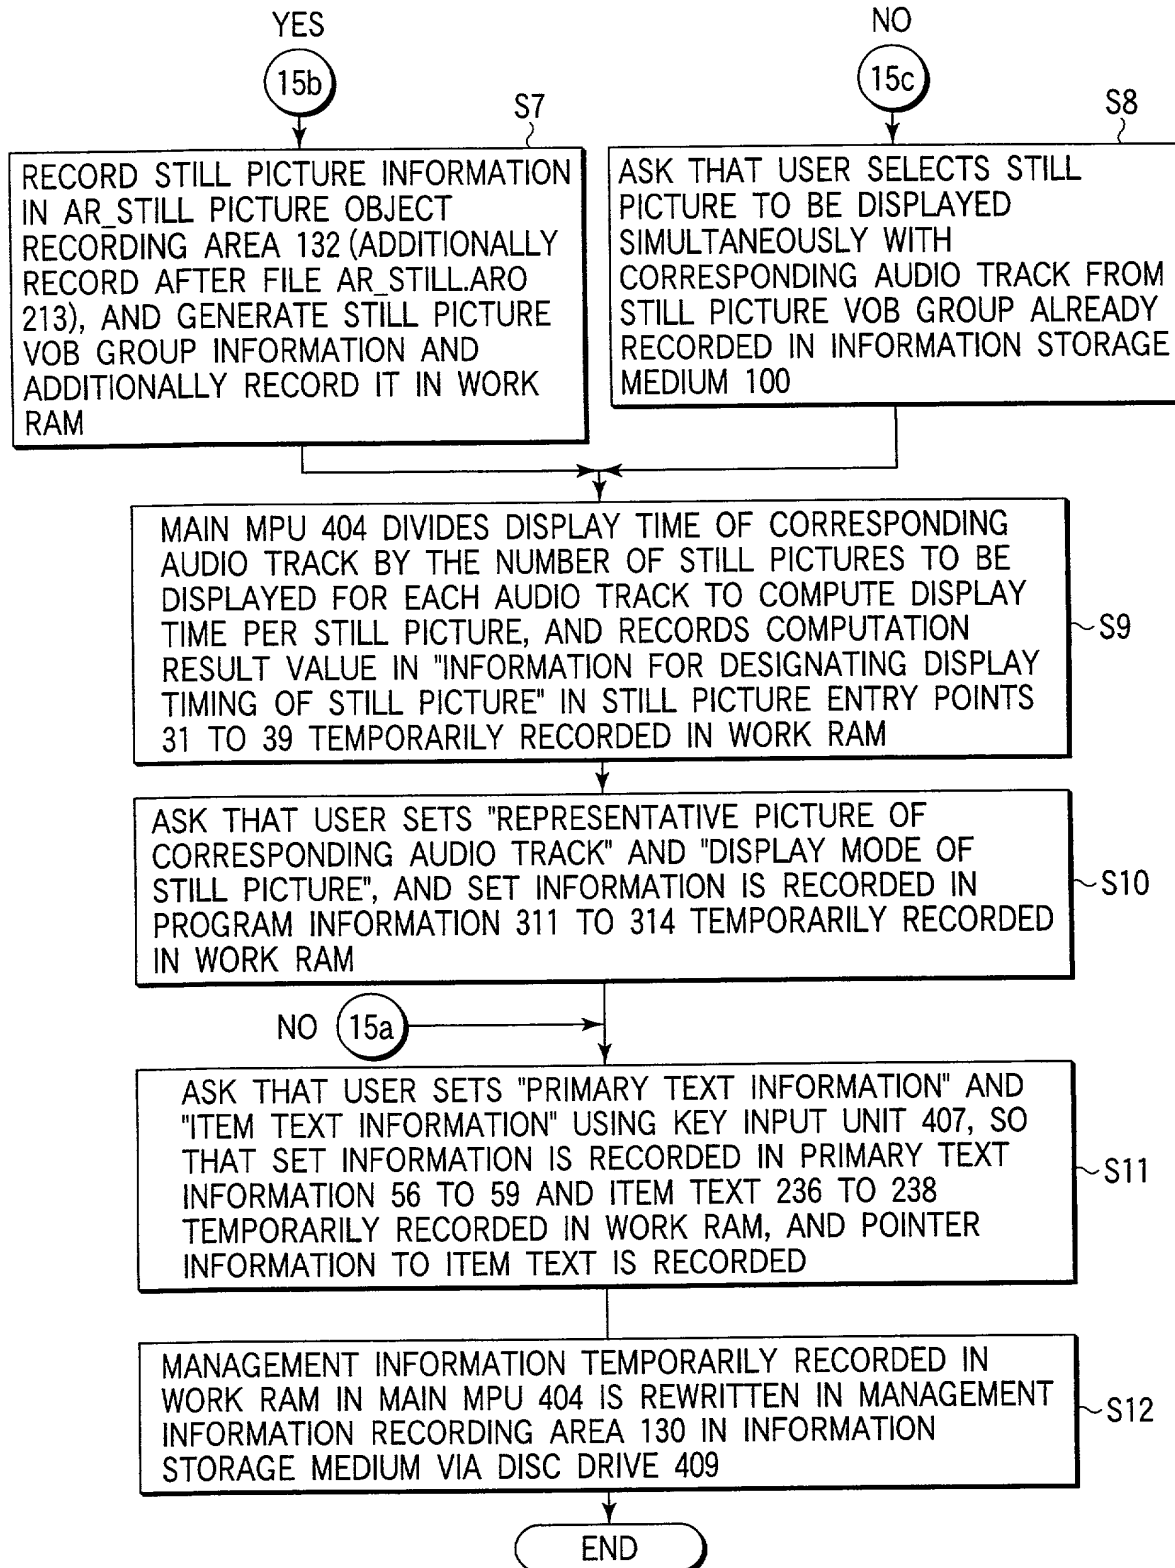 YES
15b
S7
RECORD STILL PICTURE INFORMATION
IN AR_STILL PICTURE OBJECT
RECORDING AREA 132 (ADDITIONALLY
RECORD AFTER FILE AR_STILL.ARO
213), AND GENERATE STILL PICTURE
VOB GROUP INFORMATION AND
ADDITIONALLY RECORD IT IN WORK
RAM
NO
15c
S8
ASK THAT USER SELECTS STILL
PICTURE TO BE DISPLAYED
SIMULTANEOUSLY WITH
CORRESPONDING AUDIO TRACK FROM
STILL PICTURE VOB GROUP ALREADY
RECORDED IN INFORMATION STORAGE
MEDIUM 100
MAIN MPU 404 DIVIDES DISPLAY TIME OF CORRESPONDING
AUDIO TRACK BY THE NUMBER OF STILL PICTURES TO BE
DISPLAYED FOR EACH AUDIO TRACK TO COMPUTE DISPLAY
TIME PER STILL PICTURE, AND RECORDS COMPUTATION
RESULT VALUE IN "INFORMATION FOR DESIGNATING DISPLAY
TIMING OF STILL PICTURE" IN STILL PICTURE ENTRY POINTS
31 TO 39 TEMPORARILY RECORDED IN WORK RAM
S9
ASK THAT USER SETS "REPRESENTATIVE PICTURE OF
CORRESPONDING AUDIO TRACK" AND "DISPLAY MODE OF
STILL PICTURE", AND SET INFORMATION IS RECORDED IN
PROGRAM INFORMATION 311 TO 314 TEMPORARILY RECORDED
IN WORK RAM
S10
NO 15a
ASK THAT USER SETS "PRIMARY TEXT INFORMATION" AND
"ITEM TEXT INFORMATION" USING KEY INPUT UNIT 407, SO
THAT SET INFORMATION IS RECORDED IN PRIMARY TEXT
INFORMATION 56 TO 59 AND ITEM TEXT 236 TO 238
TEMPORARILY RECORDED IN WORK RAM, AND POINTER
INFORMATION TO ITEM TEXT IS RECORDED
S11
MANAGEMENT INFORMATION TEMPORARILY RECORDED IN
WORK RAM IN MAIN MPU 404 IS REWRITTEN IN MANAGEMENT
INFORMATION RECORDING AREA 130 IN INFORMATION
STORAGE MEDIUM VIA DISC DRIVE 409
S12
END